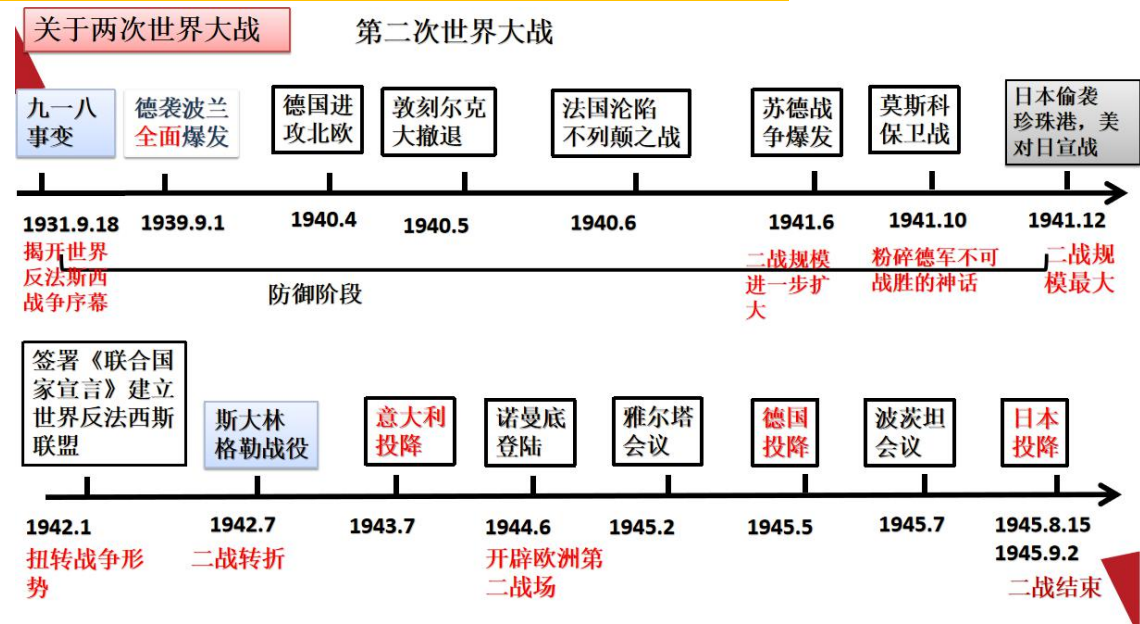 关于两次世界大战
第二次世界大战
九一八
事变
德袭波兰
全面爆发
德国进
攻北欧
敦刻尔克
大撤退
法国沦陷
不列颠之战
苏德战
争爆发
莫斯科
保卫战
日本偷袭
珍珠港，美
对日宣战
1931.9.18
1939.9.1
1940.4
1940.5
1940.6
1941.6
1941.10
1941.12
揭开世界
反法斯西
战争序幕
防御阶段
二战规模
进一步扩
大
粉碎德军不可
战胜的神话
二战规
模最大
签署《联合国
家宣言》建立
世界反法西斯
联盟
斯大林
格勒战役
意大利
投降
诺曼底
登陆
雅尔塔
会议
德国
投降
波茨坦
会议
日本
投降
1942.1
1942.7
1943.7
1944.6
1945.2
1945.5
1945.7
1945.8.15
1945.9.2
扭转战争形
势
二战转折
开辟欧洲第
二战场
二战结束